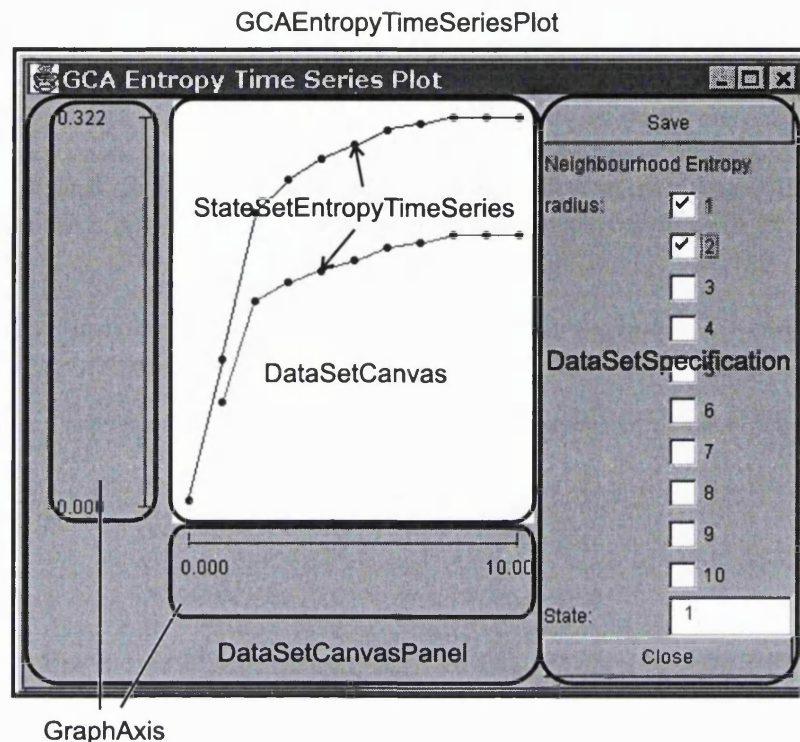 GCAEntropyTimeSeriesPlot
GCA Entropy Time Series Plot
0.322
Save
Neighbourhood Entropy
radius:
1
StateSetEntropyTimeSeries
2
3
4
DataSetCanvas
DataSetSpecification
5
6
7
8
0.000
9
0.000
10.00
10
State:
1
DataSetCanvasPanel
Close
GraphAxis